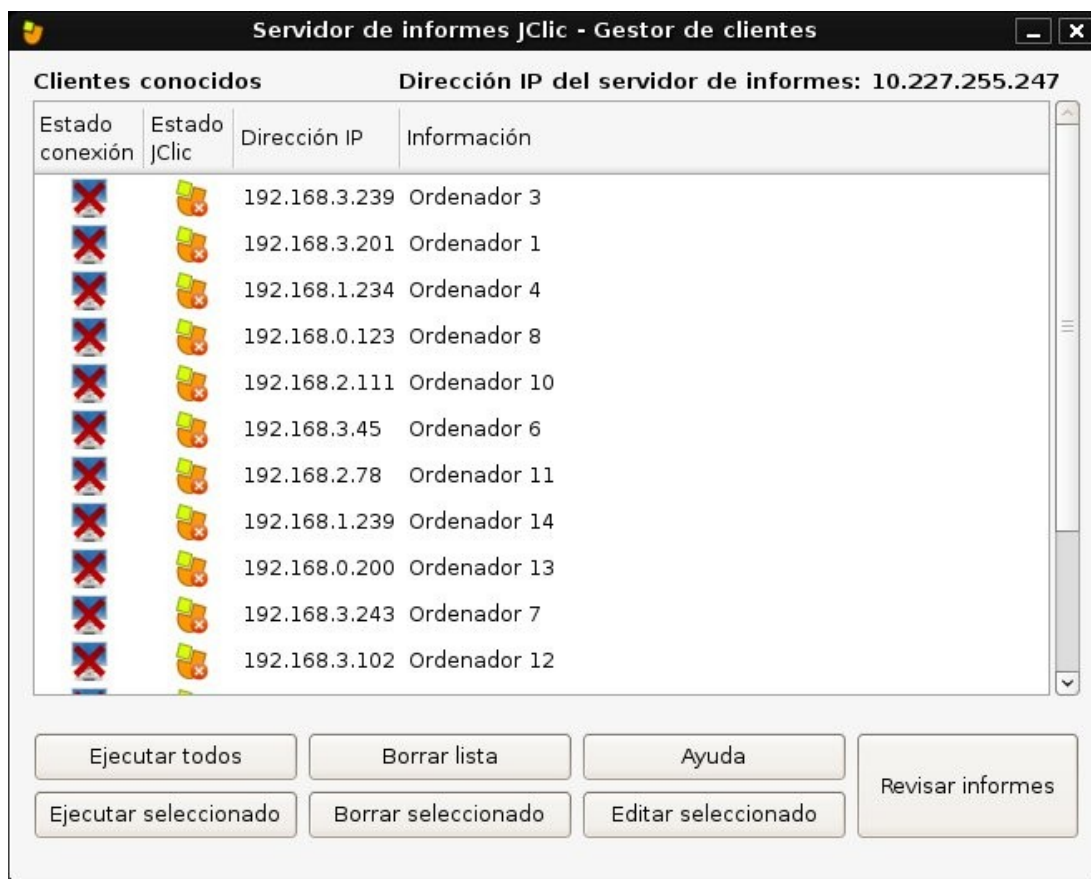 Servidor de informes JClic - Gestor de clientes
Clientes conocidos Dirección IP del servidor de informes: 10.227.255.247
Estado conexión Estado JClic Dirección IP Información
192.168.3.239 Ordenador 3
192.168.3.201 Ordenador 1
192.168.1.234 Ordenador 4
192.168.0.123 Ordenador 8
192.168.2.111 Ordenador 10
192.168.3.45 Ordenador 6
192.168.2.78 Ordenador 11
192.168.1.239 Ordenador 14
192.168.0.200 Ordenador 13
192.168.3.243 Ordenador 7
192.168.3.102 Ordenador 12
Ejecutar todos Borrar lista Ayuda Revisar informes
Ejecutar seleccionado Borrar seleccionado Editar seleccionado